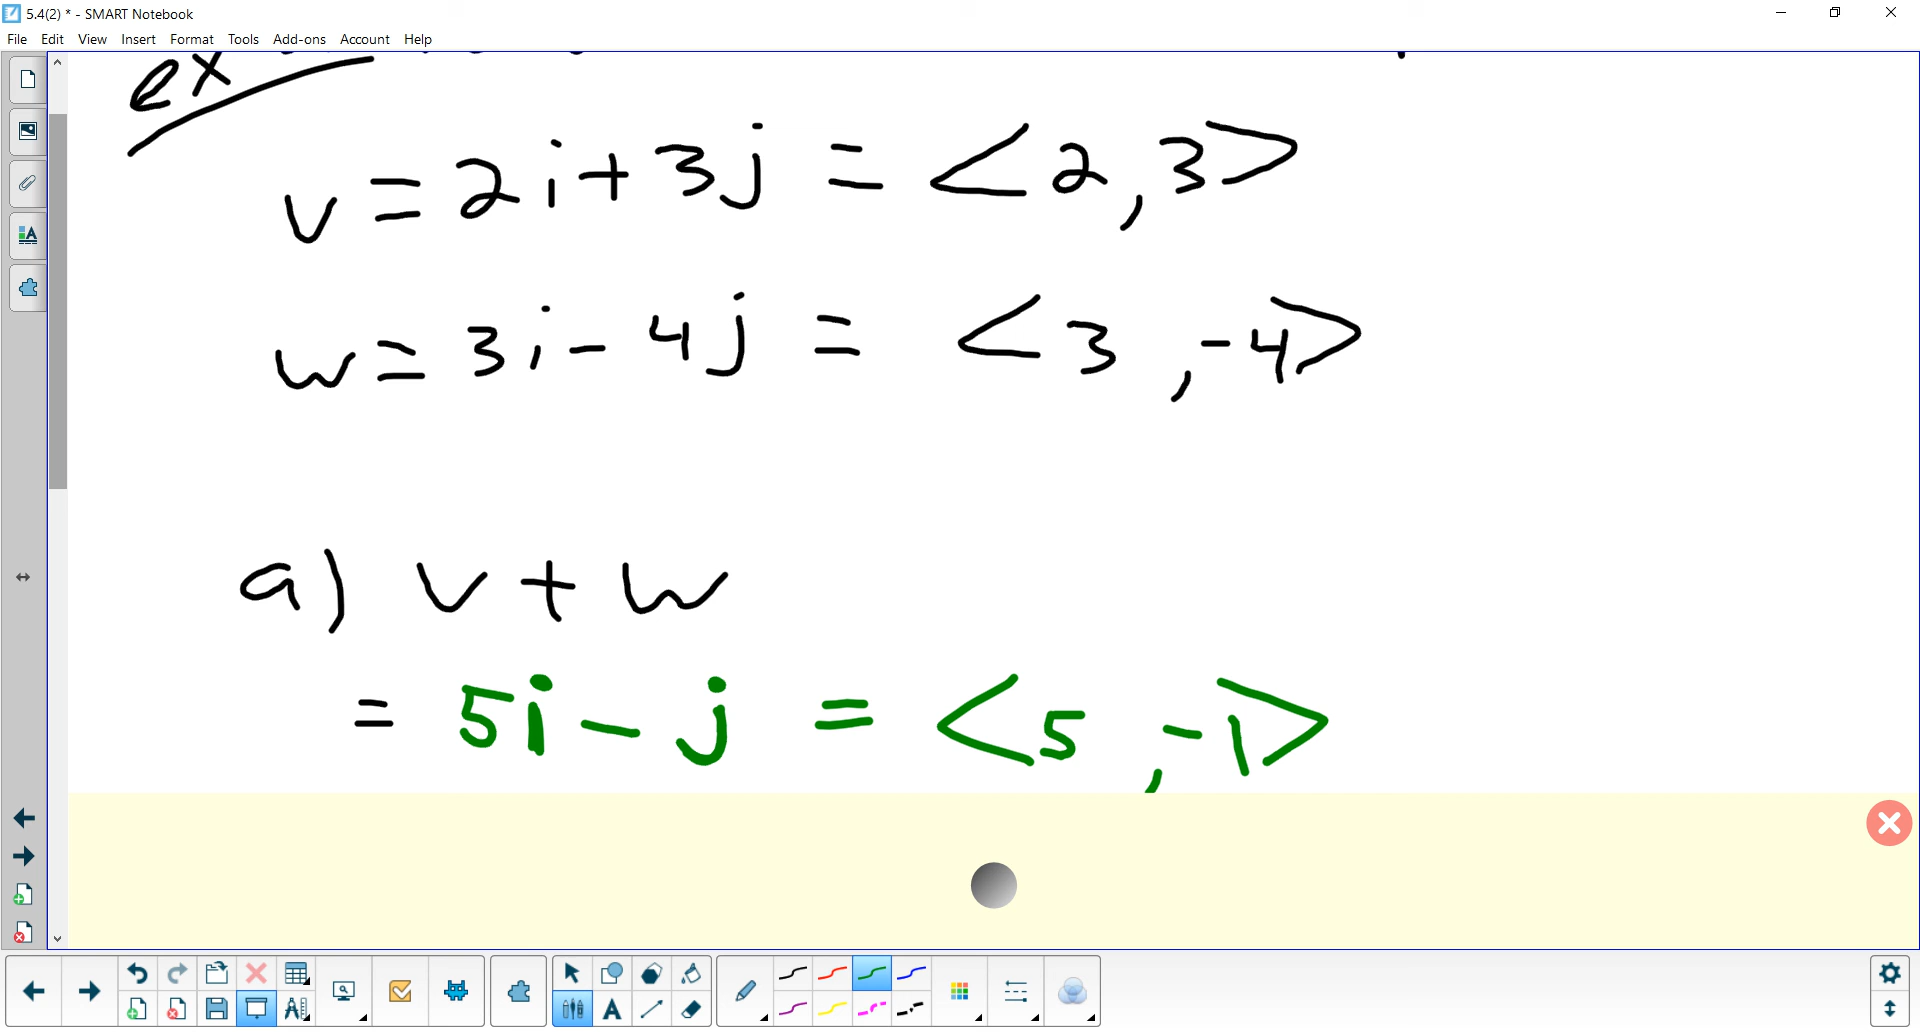 5.4(2) * - SMART Notebook
File Edit View Insert Format Tools Add-ons Account Help
ex
v = 2i + 3j = <2, 3>
w = 3i - 4j = <3, -4>
a) v + w
= 5i - j = <5, -1>